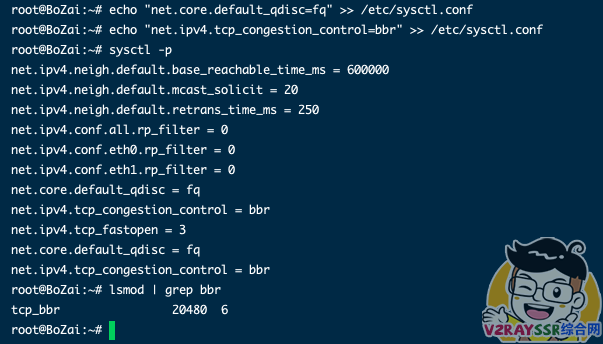 root@BoZai:~# echo "net.core.default_qdisc=fq" >> /etc/sysctl.conf
root@BoZai:~# echo "net.ipv4.tcp_congestion_control=bbr" >> /etc/sysctl.conf
root@BoZai:~# sysctl -p
net.ipv4.neigh.default.base_reachable_time_ms = 600000
net.ipv4.neigh.default.mcast_solicit = 20
net.ipv4.neigh.default.retrans_time_ms = 250
net.ipv4.conf.all.rp_filter = 0
net.ipv4.conf.eth0.rp_filter = 0
net.ipv4.conf.eth1.rp_filter = 0
net.core.default_qdisc = fq
net.ipv4.tcp_congestion_control = bbr
net.ipv4.tcp_fastopen = 3
net.core.default_qdisc = fq
net.ipv4.tcp_congestion_control = bbr
root@BoZai:~# lsmod | grep bbr
tcp_bbr 20480 6
root@BoZai:~#
V2RAYSSR综合网